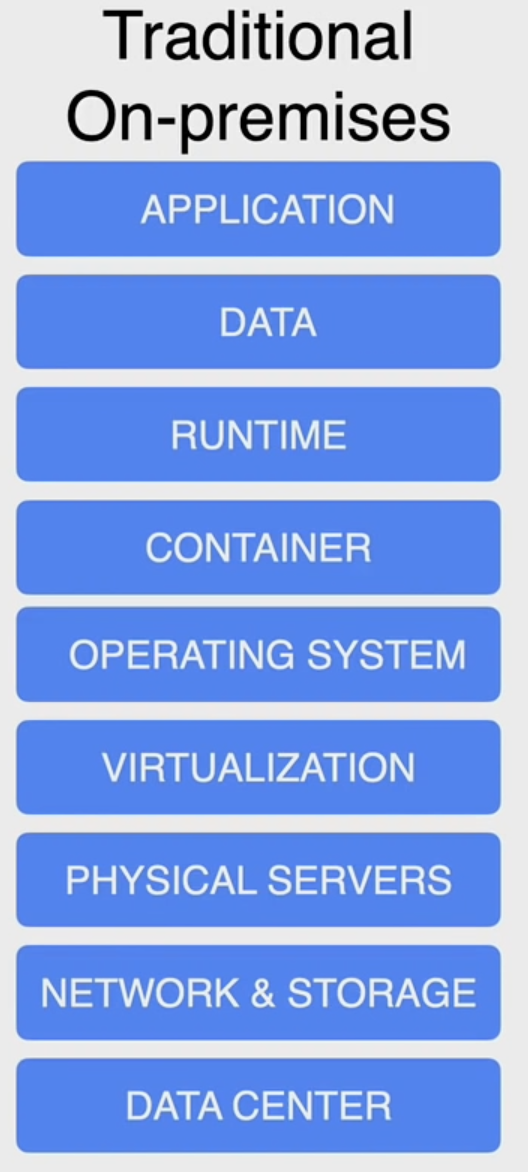 Traditional
On-premises
APPLICATION
DATA
RUNTIME
CONTAINER
OPERATING SYSTEM
VIRTUALIZATION
PHYSICAL SERVERS
NETWORK & STORAGE
DATA CENTER